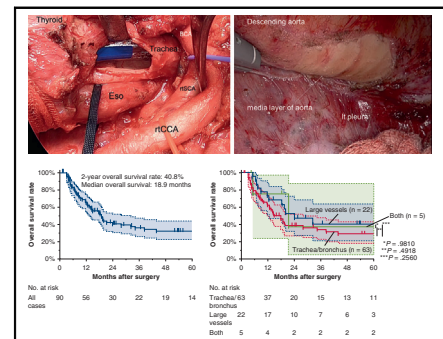 Thyroid
Trachea
BCA
rtSCA
Eso
rtCCA
Descending aorta
media layer of aorta
lt pleura
Overall survival rate
100%
80%
60%
40%
20%
0%
2-year overall survival rate: 40.8%
Median overall survival: 18.9 months
0 12 24 36 48 60
Months after surgery
No. at risk
All 90 56 30 22 19 14
cases
Overall survival rate
100%
80%
60%
40%
20%
0%
Large vessels (n = 22)
Both (n = 5)
Trachea/bronchus (n = 63)
*P = .9810
**P = .4918
***P = .2560
0 12 24 36 48 60
Months after surgery
No. at risk
Trachea/ 63 37 20 15 13 11
bronchus
Large 22 17 10 7 6 3
vessels
Both 5 4 2 2 2 2